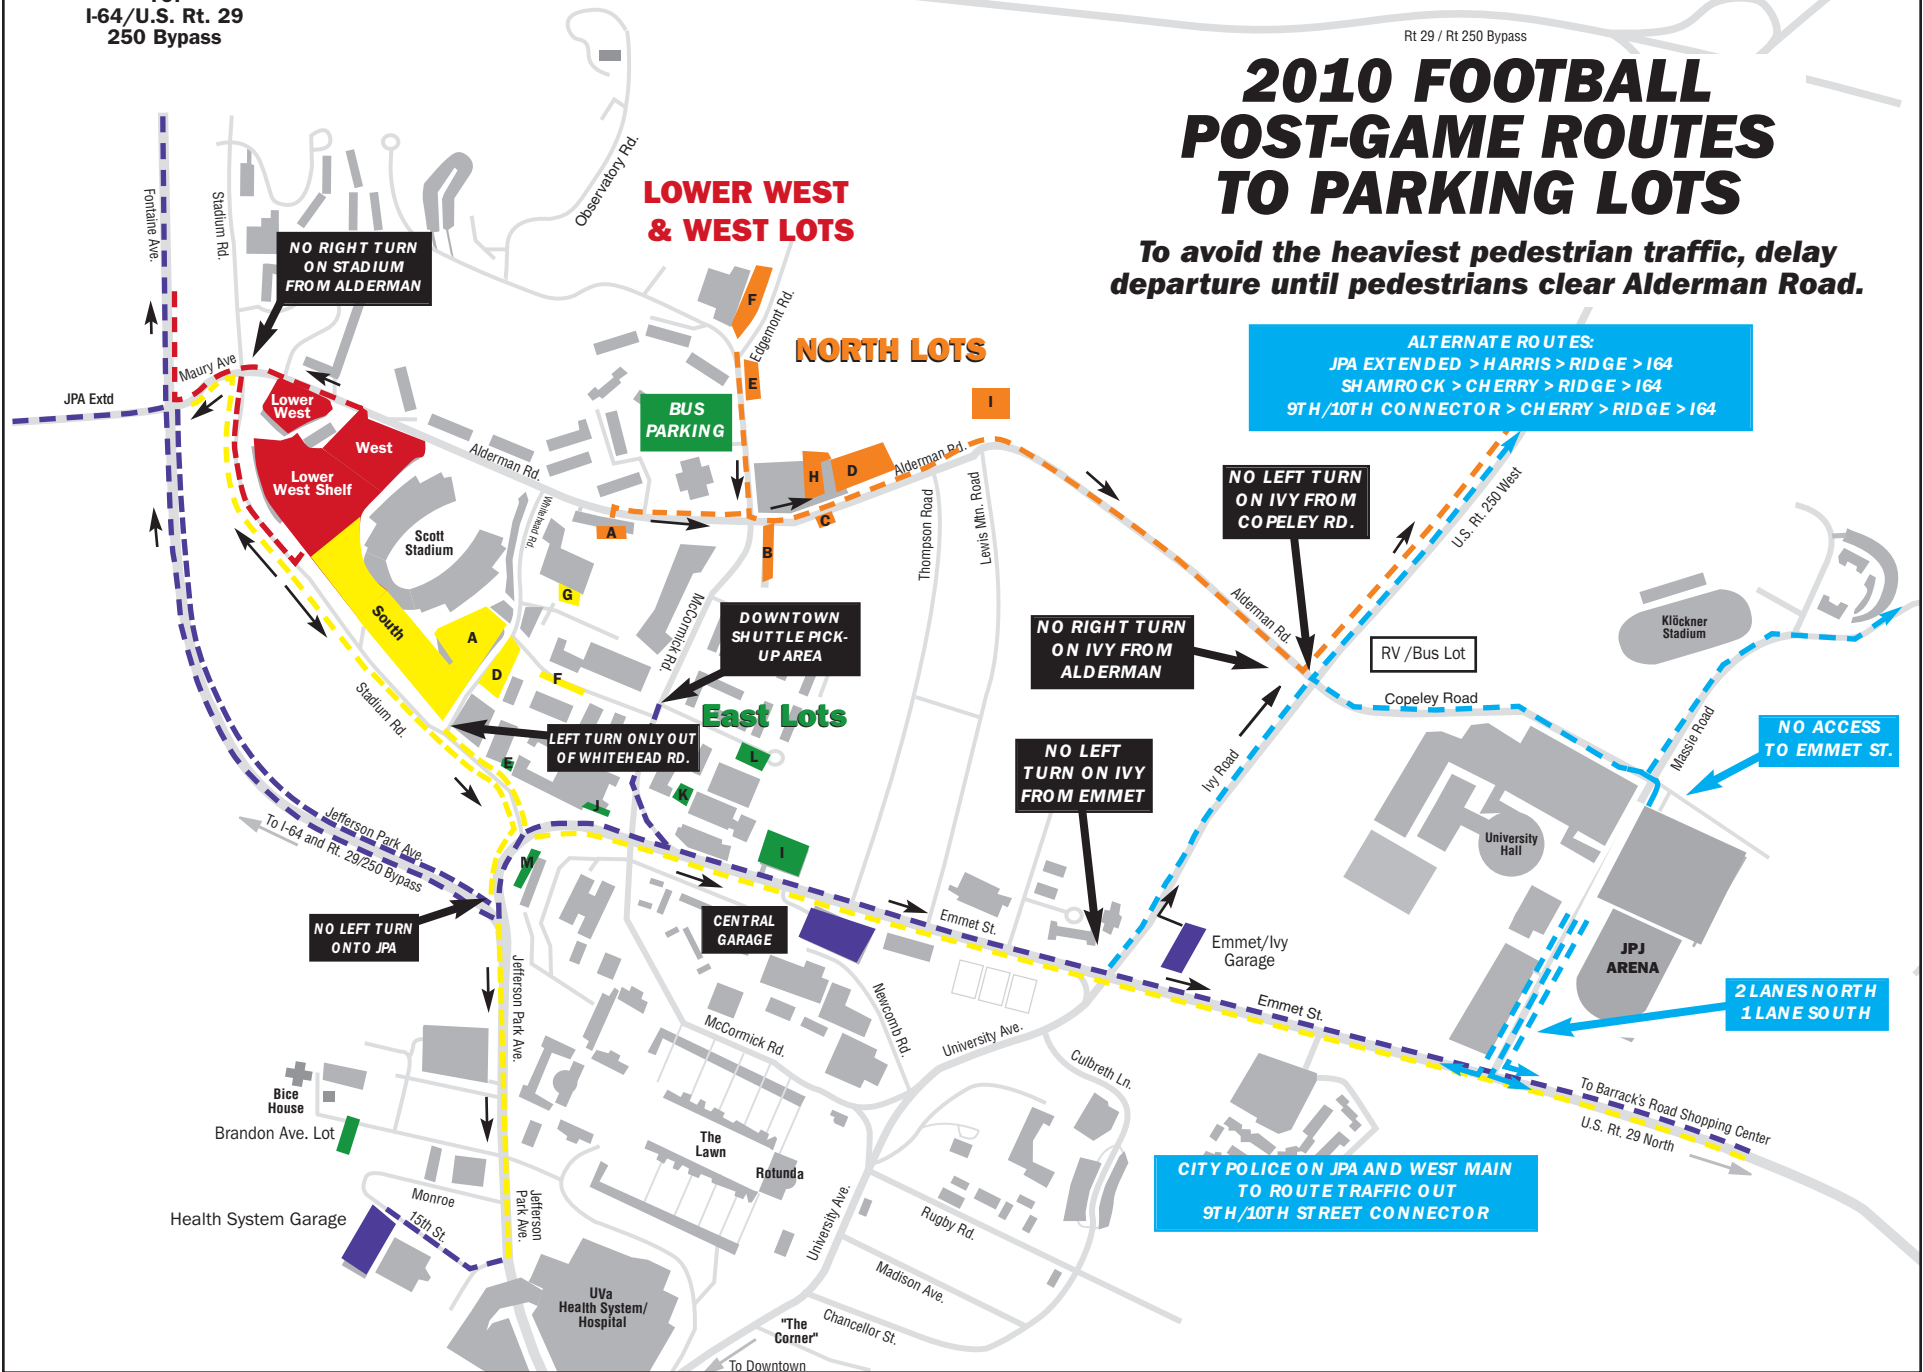 I-64/U.S. Rt. 29
250 Bypass
Rt 29 / Rt 250 Bypass
2010 FOOTBALL
POST-GAME ROUTES
TO PARKING LOTS
To avoid the heaviest pedestrian traffic, delay
departure until pedestrians clear Alderman Road.
ALTERNATE ROUTES:
JPA EXTENDED > HARRIS > RIDGE > I64
SHAMROCK > CHERRY > RIDGE > I64
9TH/10TH CONNECTOR > CHERRY > RIDGE > I64
Observatory Rd.
LOWER WEST
& WEST LOTS
Fontaine Ave.
Stadium Rd.
NO RIGHT TURN
ON STADIUM
FROM ALDERMAN
F
Edgemont Rd.
NORTH LOTS
E
Maury Ave
JPA Extd
Lower
West
West
Lower
West Shelf
BUS
PARKING
I
Alderman Rd.
H
D
Alderman Rd.
C
A
B
Whitehead Rd.
Scott
Stadium
Thompson Road
Lewis Mtn. Road
NO LEFT TURN
ON IVY FROM
COPELEY RD.
U.S. Rt. 250 West
G
South
A
D
F
McCormick Rd.
DOWNTOWN
SHUTTLE PICK-
UP AREA
Alderman Rd.
NO RIGHT TURN
ON IVY FROM
ALDERMAN
RV /Bus Lot
Klöckner
Stadium
Copeley Road
Massie Road
NO ACCESS
TO EMMET ST.
Stadium Rd.
East Lots
LEFT TURN ONLY OUT
OF WHITEHEAD RD.
E
L
K
J
I
M
NO LEFT
TURN ON IVY
FROM EMMET
Ivy Road
University
Hall
Jefferson Park Ave.
To I-64 and Rt. 29/250 Bypass
NO LEFT TURN
ONTO JPA
CENTRAL
GARAGE
Emmet St.
Emmet/Ivy
Garage
JPJ
ARENA
2 LANES NORTH
1 LANE SOUTH
Jefferson Park Ave.
Newcomb Rd.
McCormick Rd.
University Ave.
Emmet St.
Culbreth Ln.
To Barrack's Road Shopping Center
U.S. Rt. 29 North
Bice
House
Brandon Ave. Lot
The
Lawn
Rotunda
CITY POLICE ON JPA AND WEST MAIN
TO ROUTE TRAFFIC OUT
9TH/10TH STREET CONNECTOR
Monroe
15th St.
Jefferson
Park Ave.
Health System Garage
University Ave.
Rugby Rd.
Madison Ave.
UVa
Health System/
Hospital
"The
Corner"
Chancellor St.
To Downtown